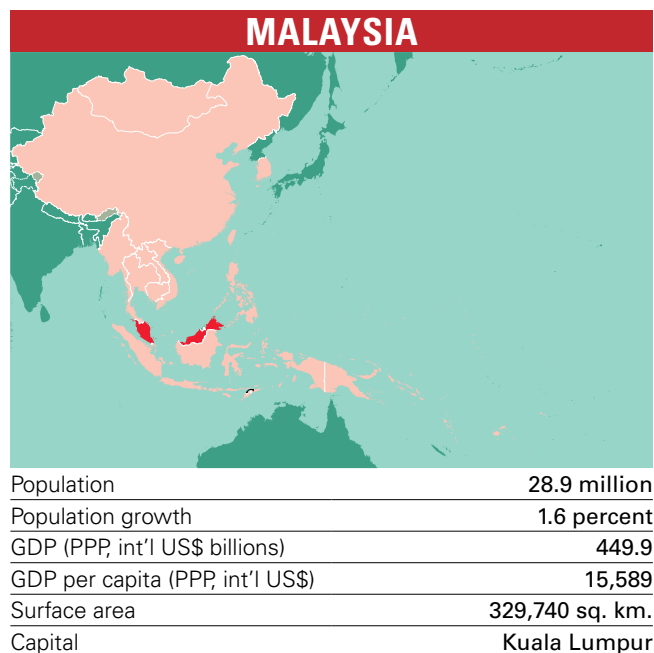 MALAYSIA
Population 28.9 million
Population growth 1.6 percent
GDP (PPP, int'l US$ billions) 449.9
GDP per capita (PPP, int'l US$) 15,589
Surface area 329,740 sq. km.
Capital Kuala Lumpur